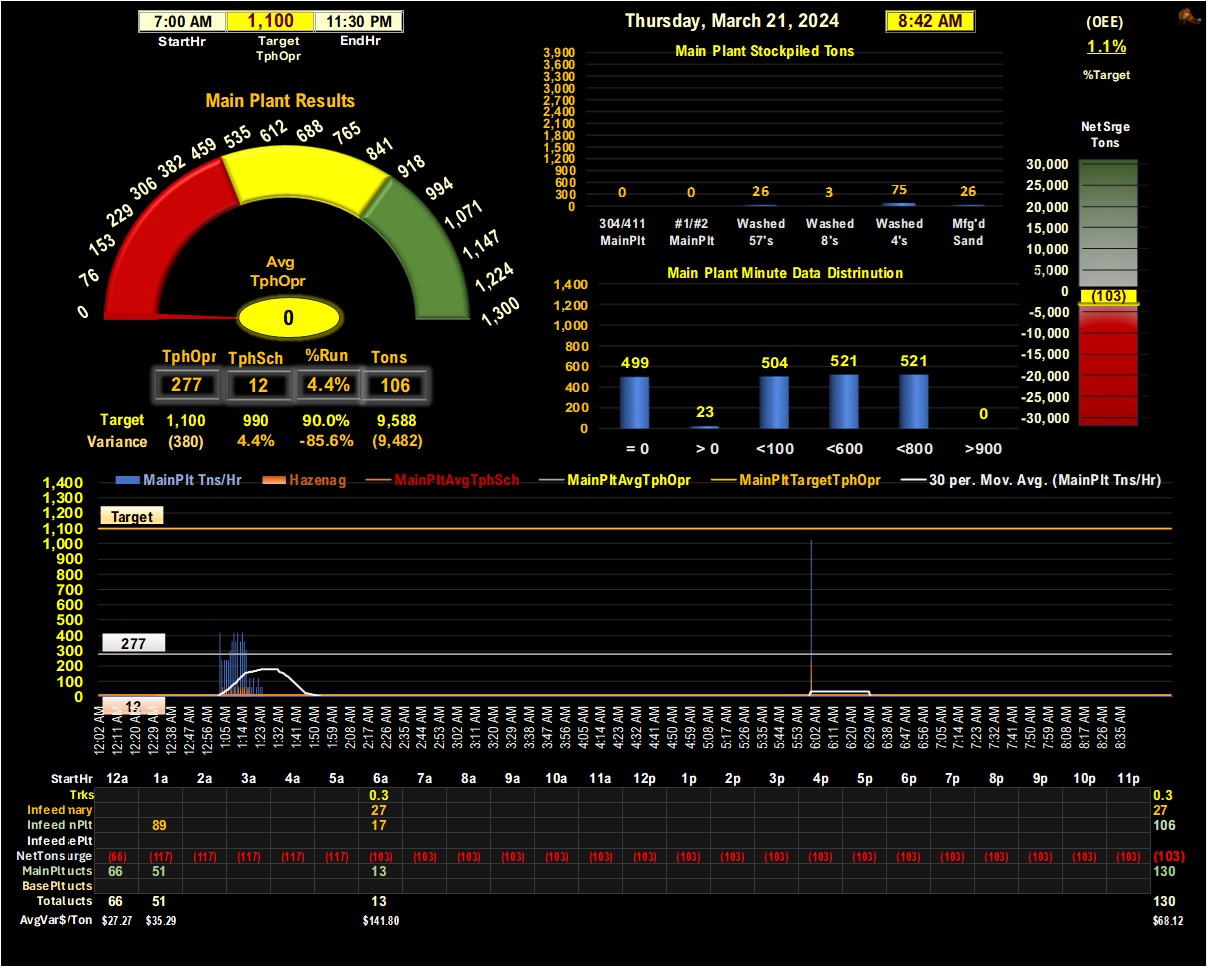 7:00 AM 1,100 11:30 PM
StartHr Target TphOpr EndHr
Thursday, March 21, 2024 8:42 AM
(OEE)
1.1%
%Target
Main Plant Results
0 76 153 229 306 382 459 535 612 688 765 841 918 994 1,071 1,147 1,224 1,300
Avg
TphOpr
0
TphOpr TphSch %Run Tons
277 12 4.4% 106
Target 1,100 990 90.0% 9,588
Variance (380) 4.4% -85.6% (9,482)
Main Plant Stockpiled Tons
3,900
3,600
3,300
3,000
2,700
2,400
2,100
1,800
1,500
1,200
900
600
300
0
0 0 26 3 75 26
304/411 #1/#2 Washed Washed Washed Mfg'd
MainPlt MainPlt 57's 8's 4's Sand
Main Plant Minute Data Distrinution
1,400
1,200
1,000
800
600
400
200
0
499 23 504 521 521 0
= 0 > 0 <100 <600 <800 >900
Net Srge
Tons
30,000
25,000
20,000
15,000
10,000
5,000
0
(103)
-5,000
-10,000
-15,000
-20,000
-25,000
-30,000
MainPlt Tns/Hr Hazenag MainPltAvgTphSch MainPltAvgTphOpr MainPltTargetTphOpr 30 per. Mov. Avg. (MainPlt Tns/Hr)
1,400
1,300
1,200
1,100
1,000
900
800
700
600
500
400
300
200
100
0
Target
277
12
12:02 AM 12:11 AM 12:20 AM 12:29 AM 12:38 AM 12:47 AM 12:56 AM 1:05 AM 1:14 AM 1:23 AM 1:32 AM 1:41 AM 1:50 AM 1:59 AM 2:08 AM 2:17 AM 2:26 AM 2:35 AM 2:44 AM 2:53 AM 3:02 AM 3:11 AM 3:20 AM 3:29 AM 3:38 AM 3:47 AM 3:56 AM 4:05 AM 4:14 AM 4:23 AM 4:32 AM 4:41 AM 4:50 AM 4:59 AM 5:08 AM 5:17 AM 5:26 AM 5:35 AM 5:44 AM 5:53 AM 6:02 AM 6:11 AM 6:20 AM 6:29 AM 6:38 AM 6:47 AM 6:56 AM 7:05 AM 7:14 AM 7:23 AM 7:32 AM 7:41 AM 7:50 AM 7:59 AM 8:08 AM 8:17 AM 8:26 AM 8:35 AM
StartHr 12a 1a 2a 3a 4a 5a 6a 7a 8a 9a 10a 11a 12p 1p 2p 3p 4p 5p 6p 7p 8p 9p 10p 11p
Trks 0.3 0.3
Infeed nary 27 27
Infeed nPlt 89 17 106
Infeed ePlt
NetTons urge (66) (117) (117) (117) (117) (117) (103) (103) (103) (103) (103) (103) (103) (103) (103) (103) (103) (103) (103) (103) (103) (103) (103) (103) (103)
MainPlt ucts 66 51 13 130
BasePlt ucts
Total ucts 66 51 13 130
AvgVar$/Ton $27.27 $35.29 $141.80 $68.12